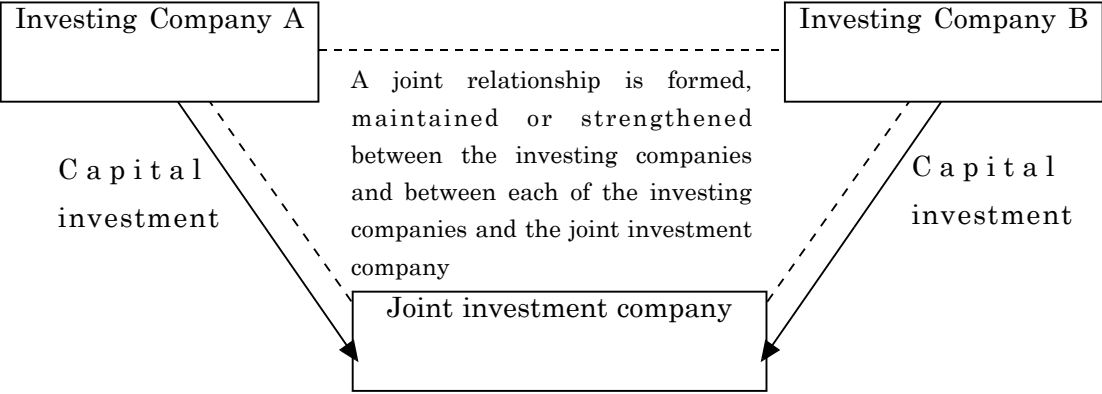 Investing Company A
Investing Company B
A joint relationship is formed,
maintained or strengthened
between the investing companies
and between each of the investing
companies and the joint investment
company
Capital
investment
Capital
investment
Joint investment company